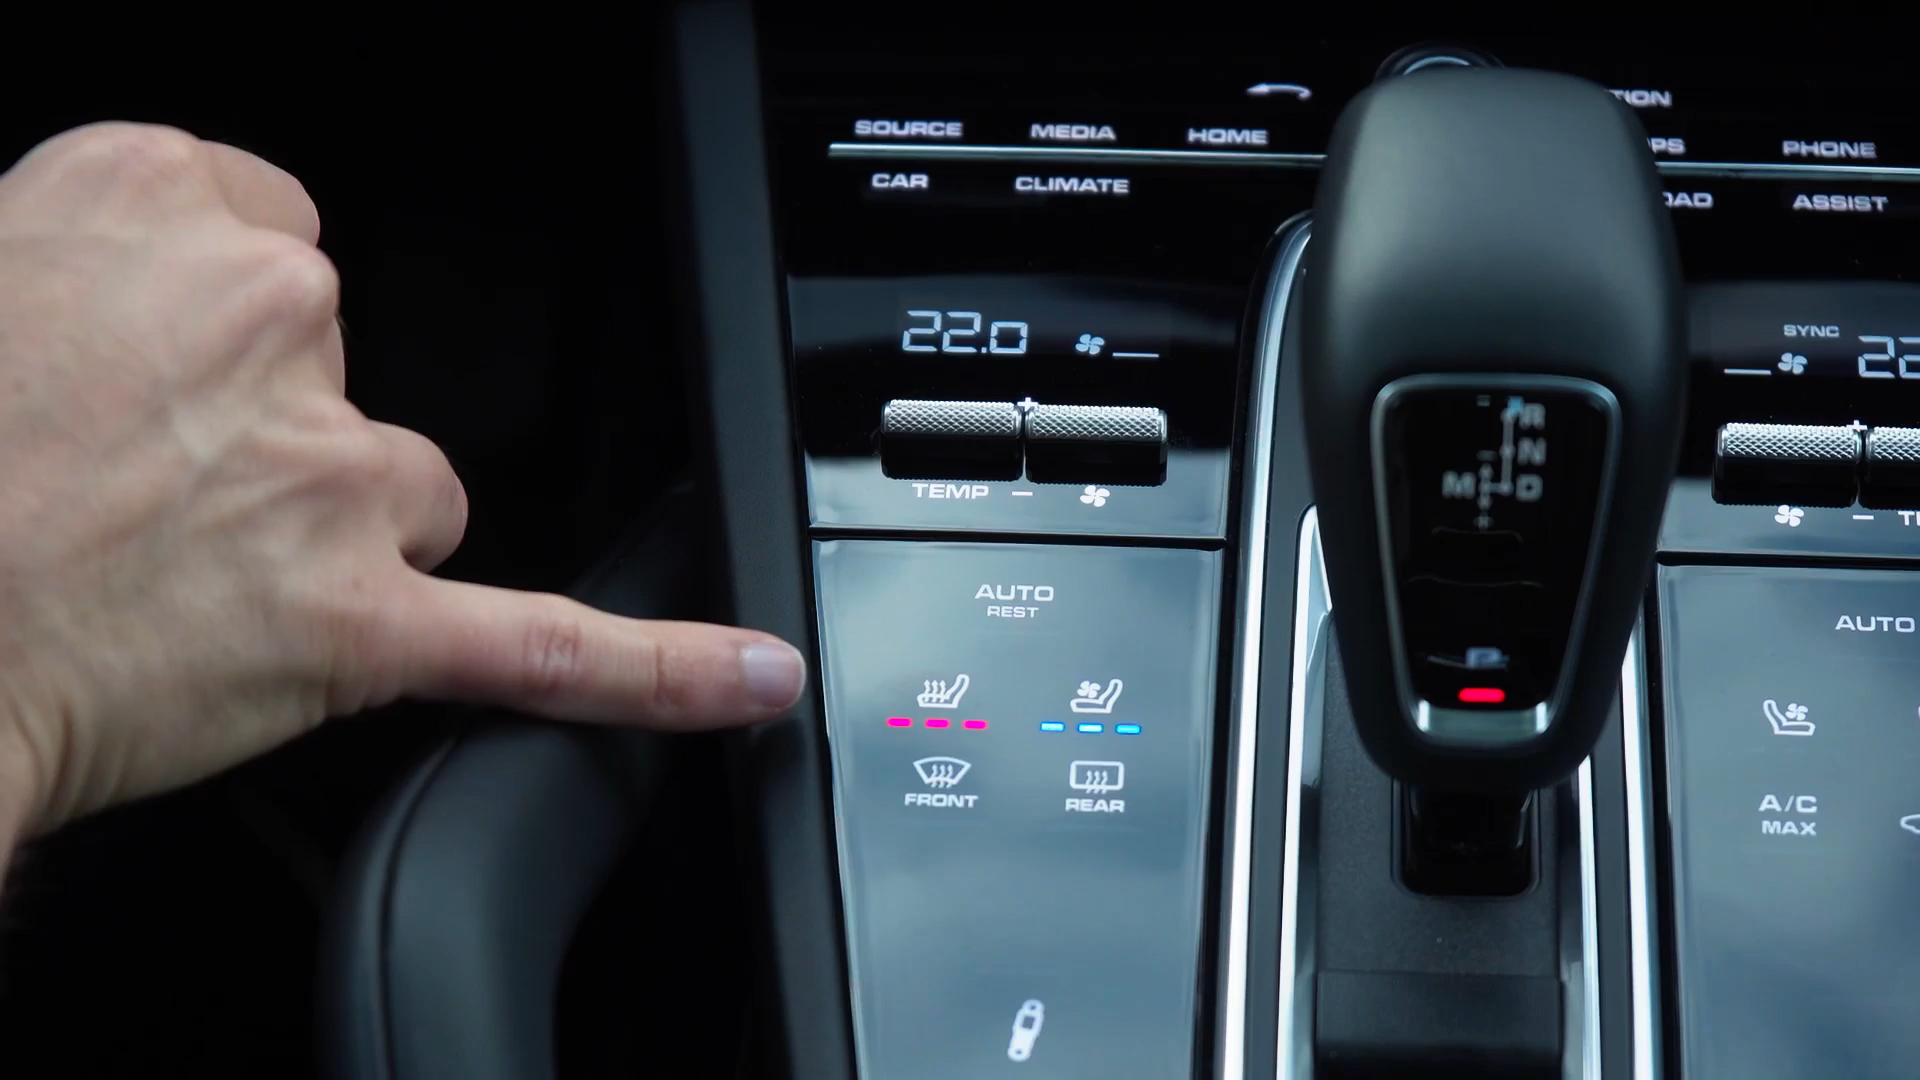 SOURCE MEDIA HOME
CAR CLIMATE
22.0
+
TEMP –
AUTO
REST
FRONT REAR
R
N
M D
P
PHONE
ASSIST
SYNC
+
–
AUTO
A/C
MAX